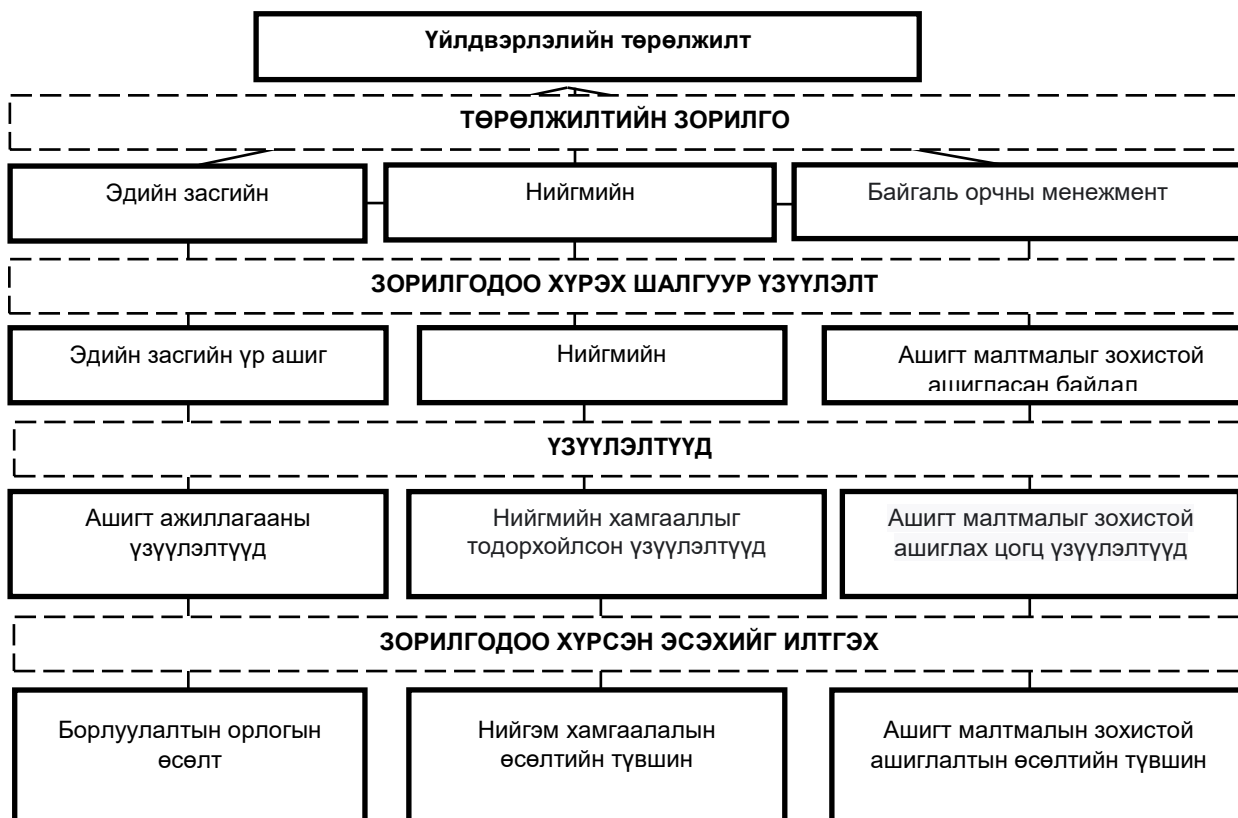 Үйлдвэрлэлийн төрөлжилт
ТӨРӨЛЖИЛТИЙН ЗОРИЛГО
Эдийн засгийн
Нийгмийн
Байгаль орчны менежмент
ЗОРИЛГОДОО ХҮРЭХ ШАЛГУУР ҮЗҮҮЛЭЛТ
Эдийн засгийн үр ашиг
Нийгмийн
Ашигт малтмалыг зохистой
ашигласан байдал
ҮЗҮҮЛЭЛТҮҮД
Ашигт ажиллагааны
үзүүлэлтүүд
Нийгмийн хамгааллыг
тодорхойлсон үзүүлэлтүүд
Ашигт малтмалыг зохистой
ашиглах цогц үзүүлэлтүүд
ЗОРИЛГОДОО ХҮРСЭН ЭСЭХИЙГ ИЛТГЭХ
Борлуулалтын орлогын
өсөлт
Нийгэм хамгаалалын
өсөлтийн түвшин
Ашигт малтмалын зохистой
ашиглалтын өсөлтийн түвшин